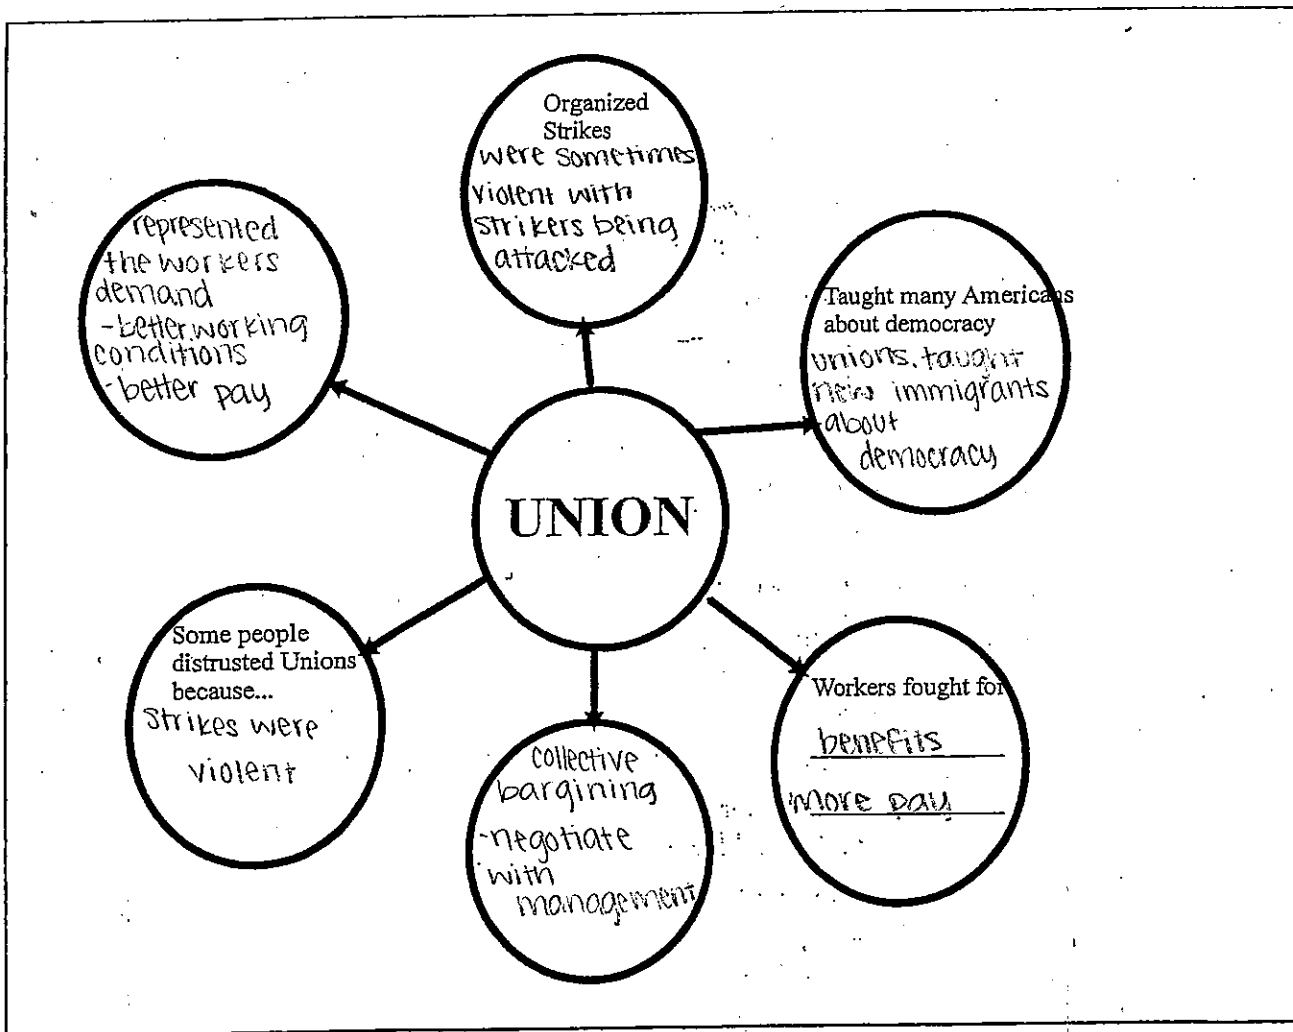 Organized
Strikes
were sometimes
violent with
strikers being
attacked
represented
the workers
demand
-better working
conditions
-better pay
Taught many Americans
about democracy
unions taught
new immigrants
about
democracy
UNION
Some people
distrusted Unions
because...
strikes were
violent
collective
bargining
-negotiate
with
management
Workers fought for
benefits
more pay